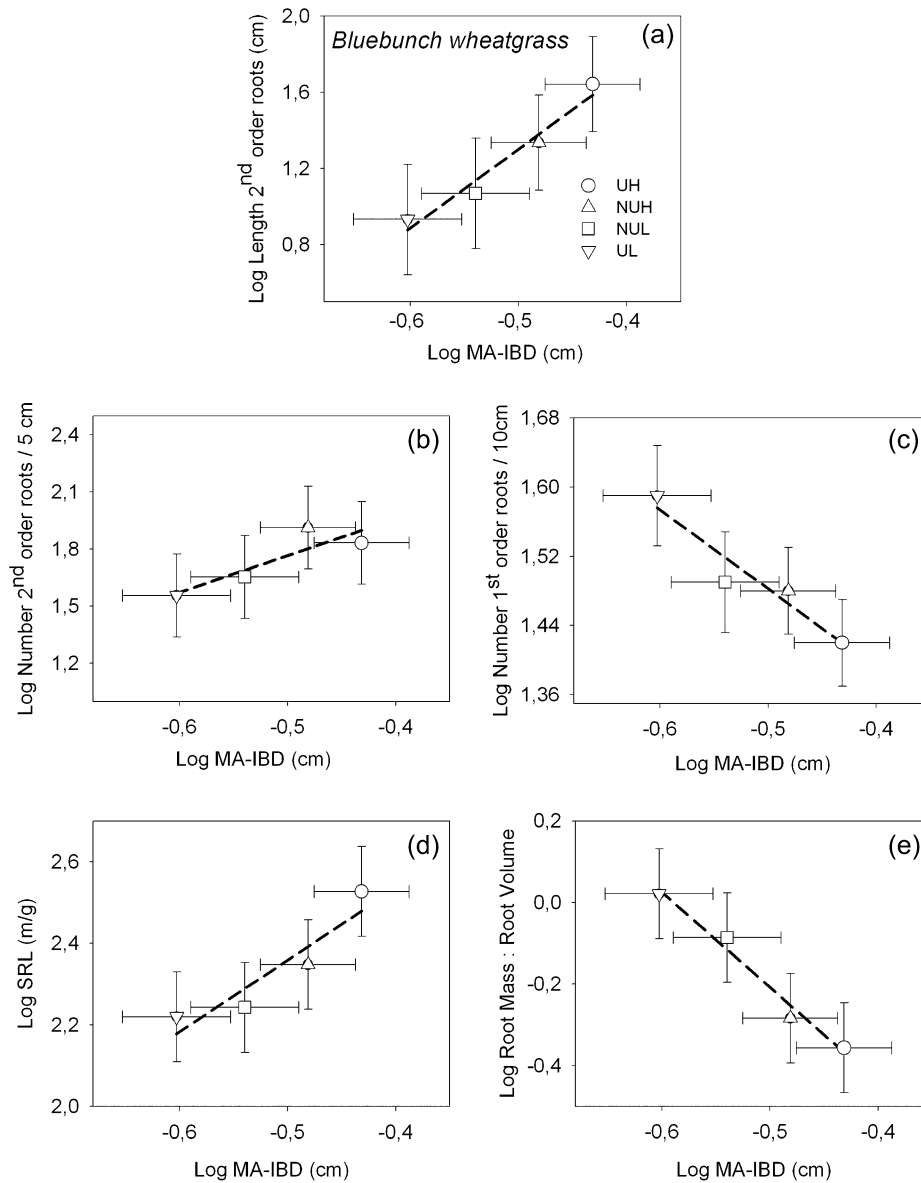 Bluebunch wheatgrass
(a)
Log Length 2nd order roots (cm)
2,0
1,6
1,2
0,8
UH
NUH
NUL
UL
-0,6 -0,5 -0,4
Log MA-IBD (cm)
(b)
Log Number 2nd order roots / 5 cm
2,4
2,1
1,8
1,5
1,2
-0,6 -0,5 -0,4
Log MA-IBD (cm)
(c)
Log Number 1st order roots / 10cm
1,68
1,60
1,52
1,44
1,36
-0,6 -0,5 -0,4
Log MA-IBD (cm)
(d)
Log SRL (m/g)
2,6
2,4
2,2
2,0
-0,6 -0,5 -0,4
Log MA-IBD (cm)
(e)
Log Root Mass : Root Volume
0,2
0,0
-0,2
-0,4
-0,6 -0,5 -0,4
Log MA-IBD (cm)